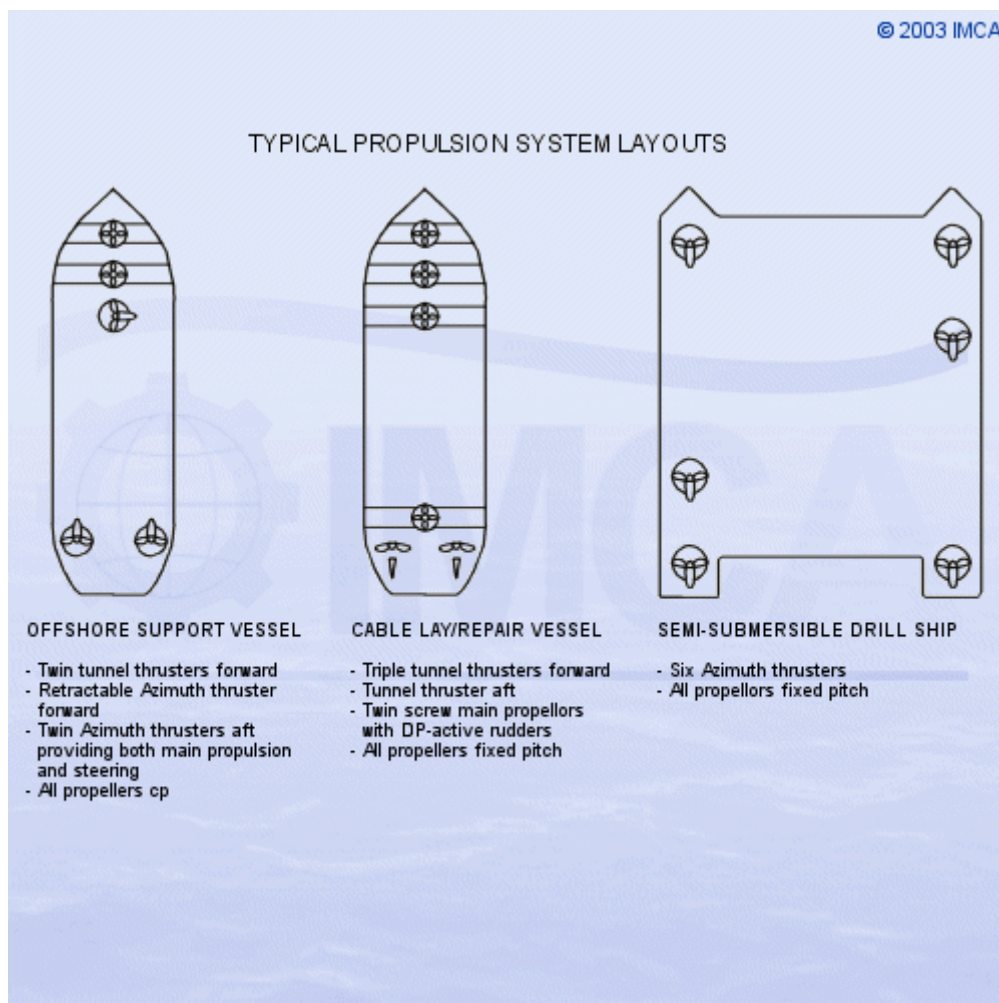 © 2003 IMCA
TYPICAL PROPULSION SYSTEM LAYOUTS
IMCA
OFFSHORE SUPPORT VESSEL
- Twin tunnel thrusters forward
- Retractable Azimuth thruster
forward
- Twin Azimuth thrusters aft
providing both main propulsion
and steering
- All propellers cp
CABLE LAY/REPAIR VESSEL
- Triple tunnel thrusters forward
- Tunnel thruster aft
- Twin screw main propellors
with DP-active rudders
- All propellers fixed pitch
SEMI-SUBMERSIBLE DRILL SHIP
- Six Azimuth thrusters
- All propellors fixed pitch